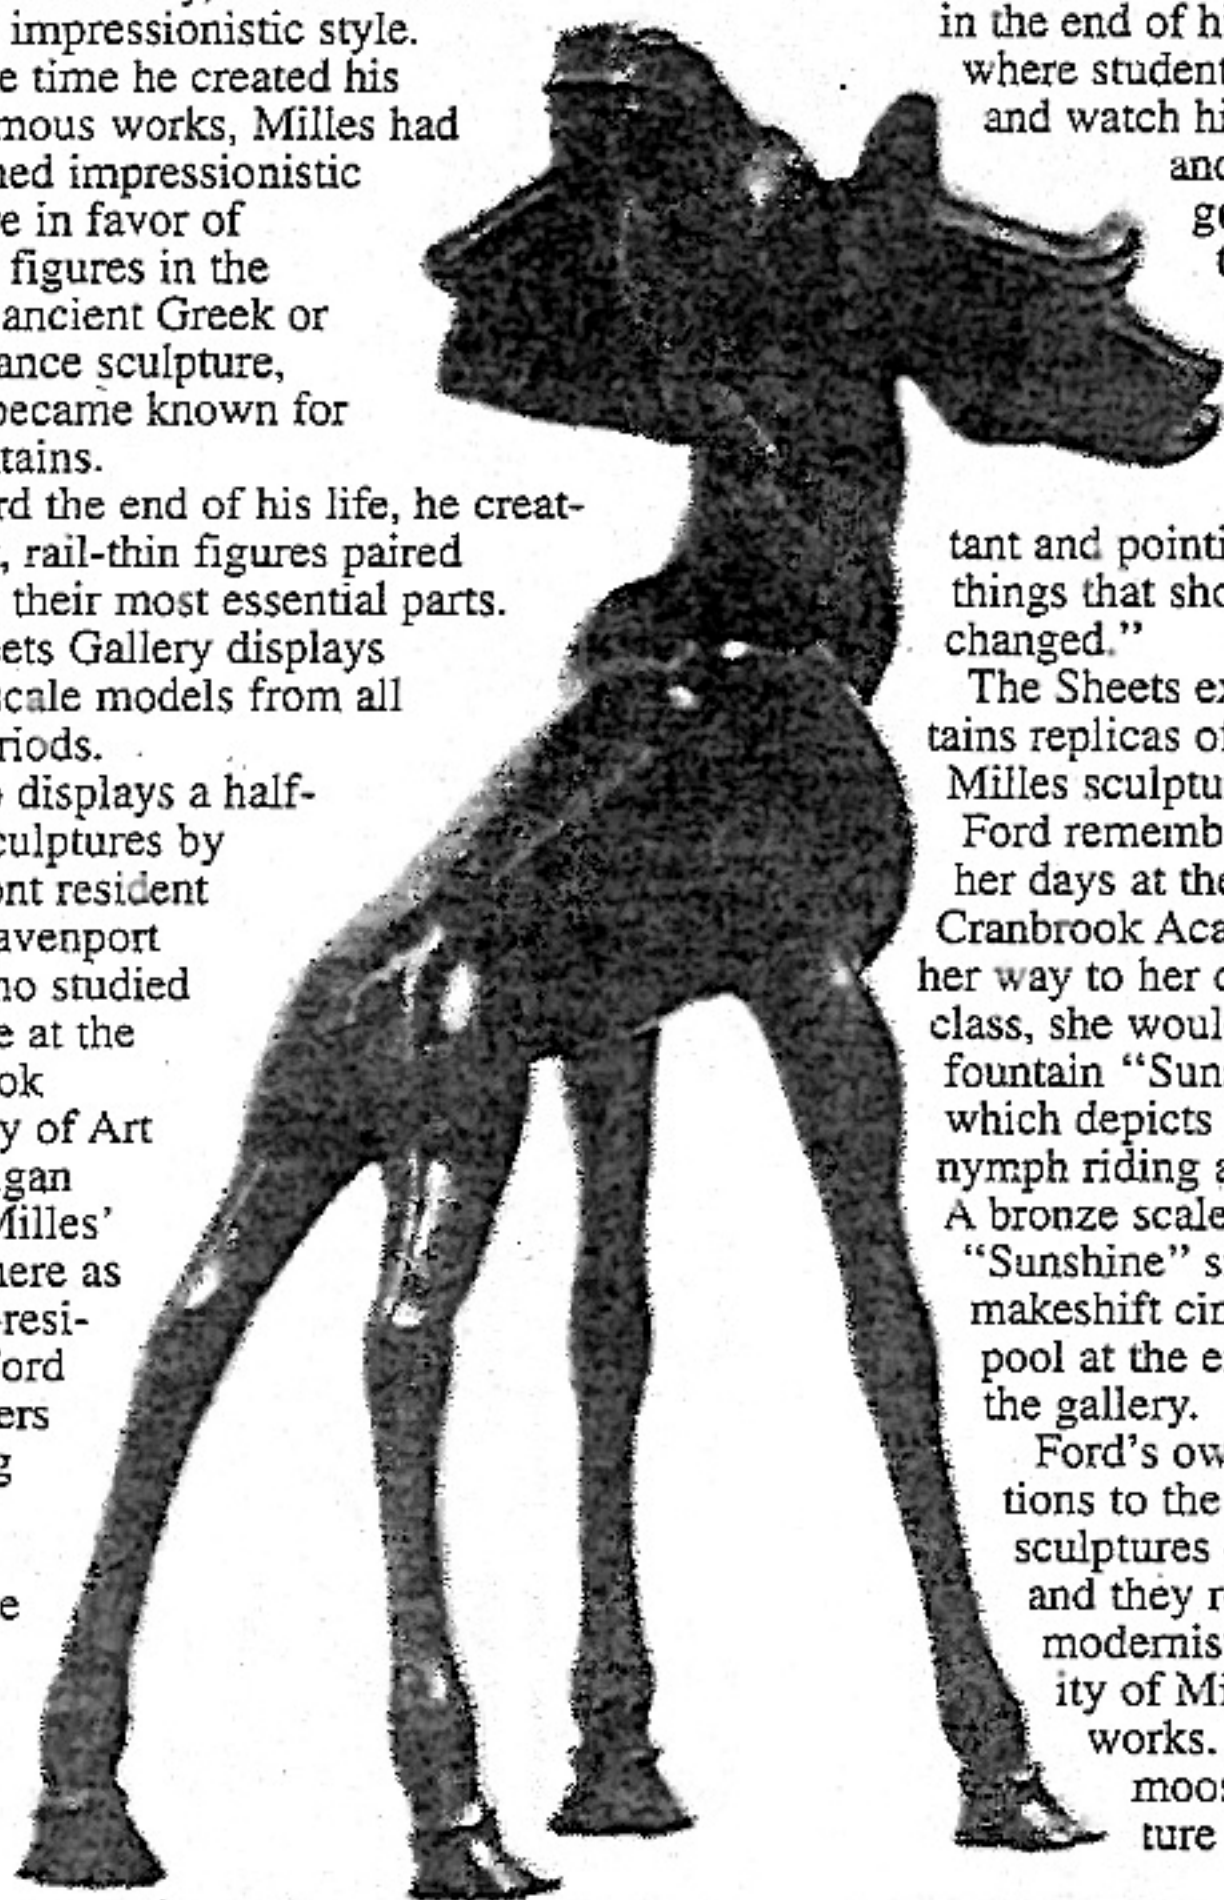 impressionistic style.
e time he created his
mous works, Milles had
ned impressionistic
e in favor of
figures in the
ancient Greek or
ance sculpture,
became known for
tains.
rd the end of his life, he creat-
, rail-thin figures paired
their most essential parts.
ets Gallery displays
scale models from all
riods.
displays a half-
culptures by
ont resident
avenport
ho studied
e at the
ok
y of Art
gan
Milles'
here as
-resi-
Ford
ers
g
e
in the end of hi
where student
and watch hi
and
ge
t
tant and pointi
things that sho
changed.”
The Sheets ex
tains replicas of
Milles sculptu
Ford rememb
her days at the
Cranbrook Aca
her way to her c
class, she woul
fountain “Suns
which depicts
nymph riding a
A bronze scale
“Sunshine” s
makeshift cir
pool at the e
the gallery.
Ford’s ow
tions to the
sculptures
and they r
modernis
ity of Mi
works.
moos
ture